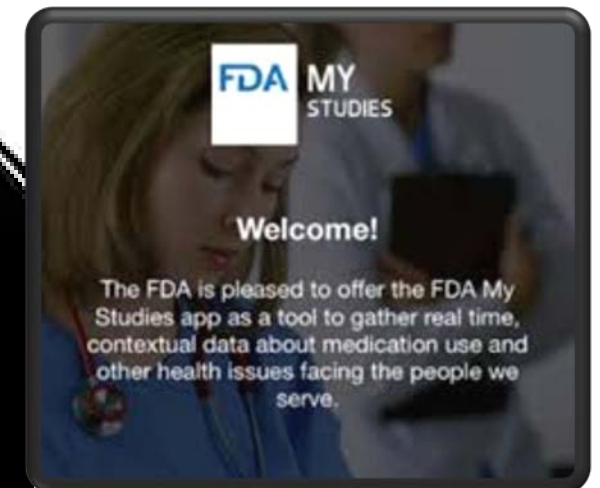 FDA MY
STUDIES
Welcome!
The FDA is pleased to offer the FDA My
Studies app as a tool to gather real time,
contextual data about medication use and
other health issues facing the people we
serve.